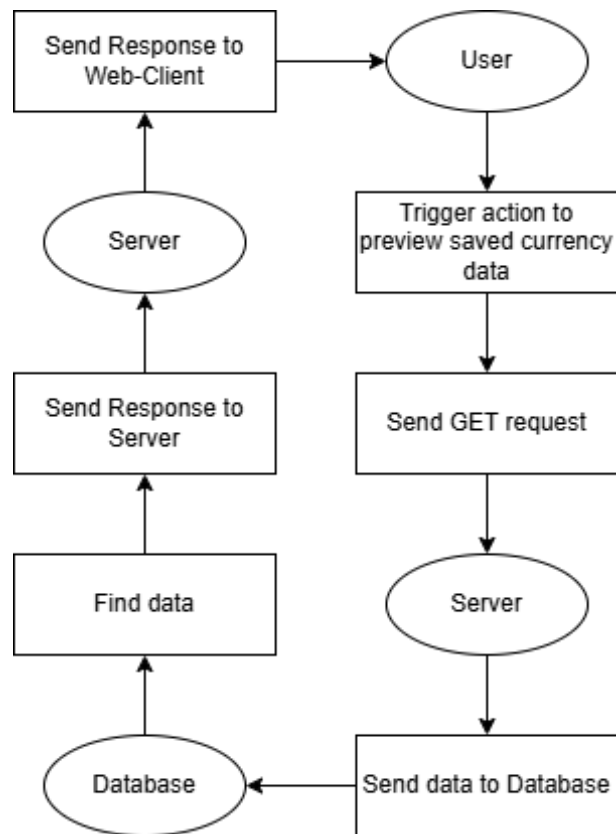 Send Response to
Web-Client
User
Trigger action to
preview saved currency
data
Server
Send GET request
Send Response to
Server
Server
Find data
Send data to Database
Database